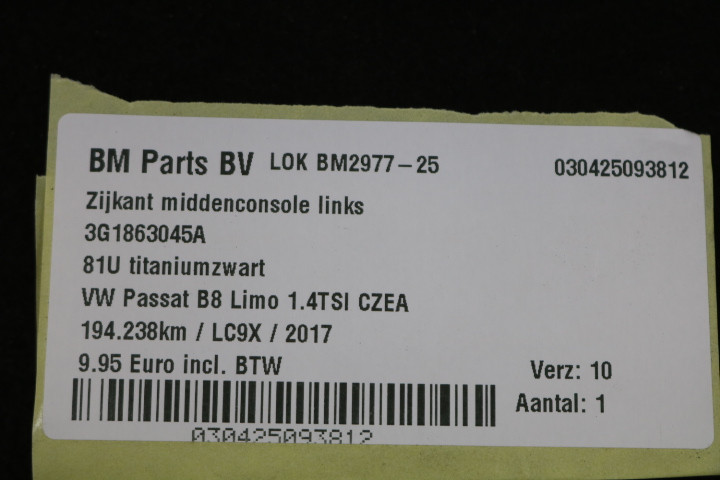 BM Parts BV LOK BM2977-25 030425093812
Zijkant middenconsole links
3G1863045A
81U titaniumzwart
VW Passat B8 Limo 1.4TSI CZEA
194.238km / LC9X / 2017
9.95 Euro incl. BTW Verz: 10
Aantal: 1
030425093812